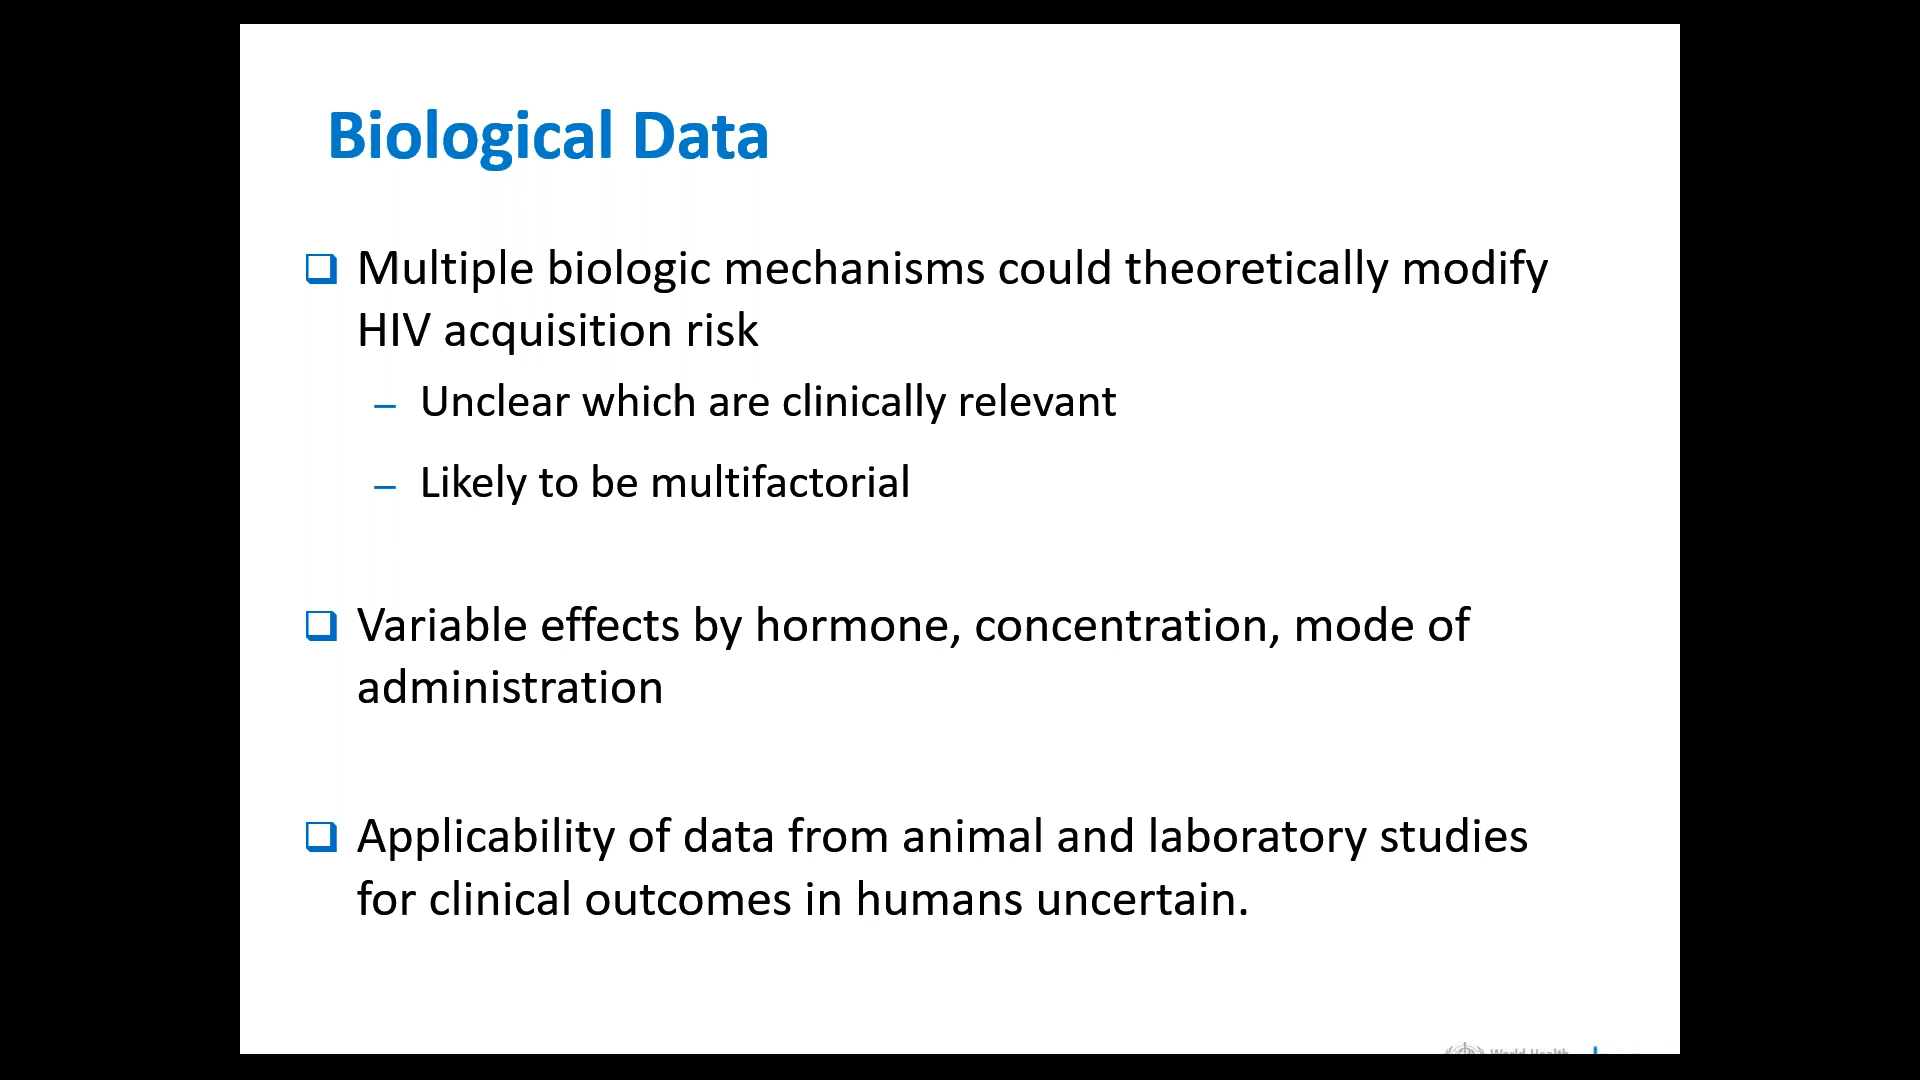 Biological Data
Multiple biologic mechanisms could theoretically modify
HIV acquisition risk
– Unclear which are clinically relevant
– Likely to be multifactorial
Variable effects by hormone, concentration, mode of
administration
Applicability of data from animal and laboratory studies
for clinical outcomes in humans uncertain.
World Health